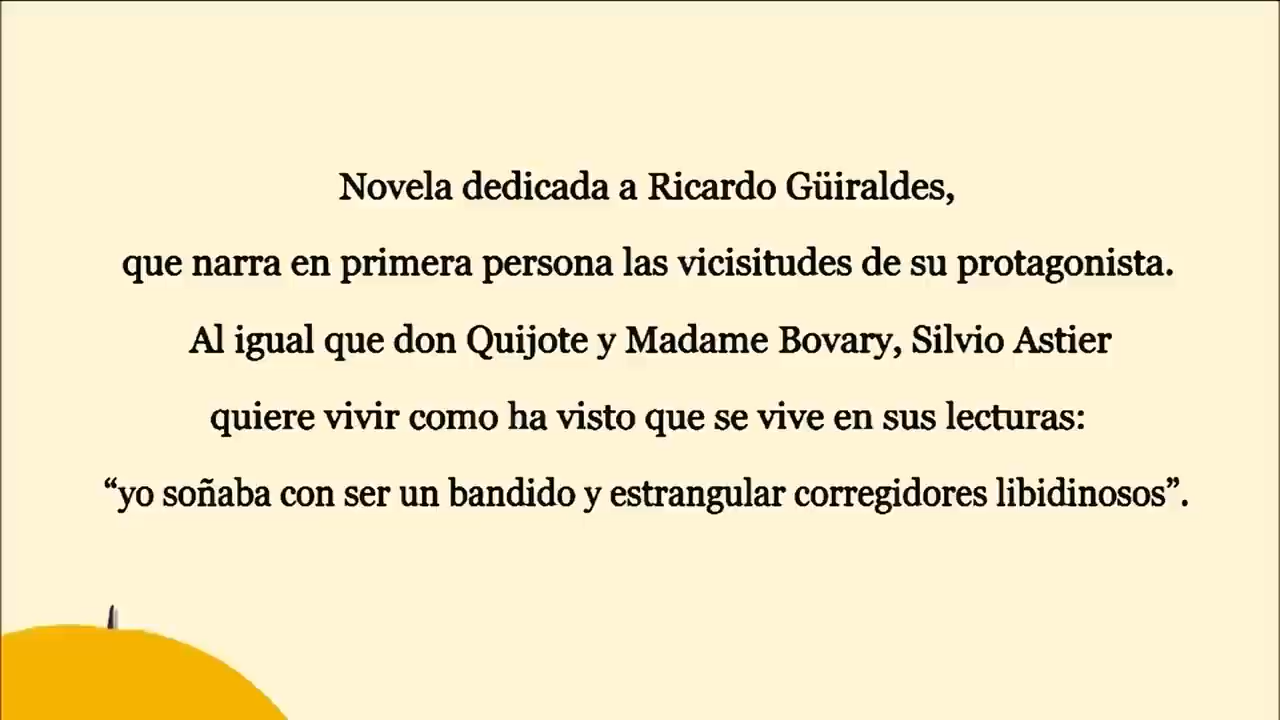 Novela dedicada a Ricardo Güiraldes,
que narra en primera persona las vicisitudes de su protagonista.
Al igual que don Quijote y Madame Bovary, Silvio Astier
quiere vivir como ha visto que se vive en sus lecturas:
“yo soñaba con ser un bandido y estrangular corregidores libidinosos”.